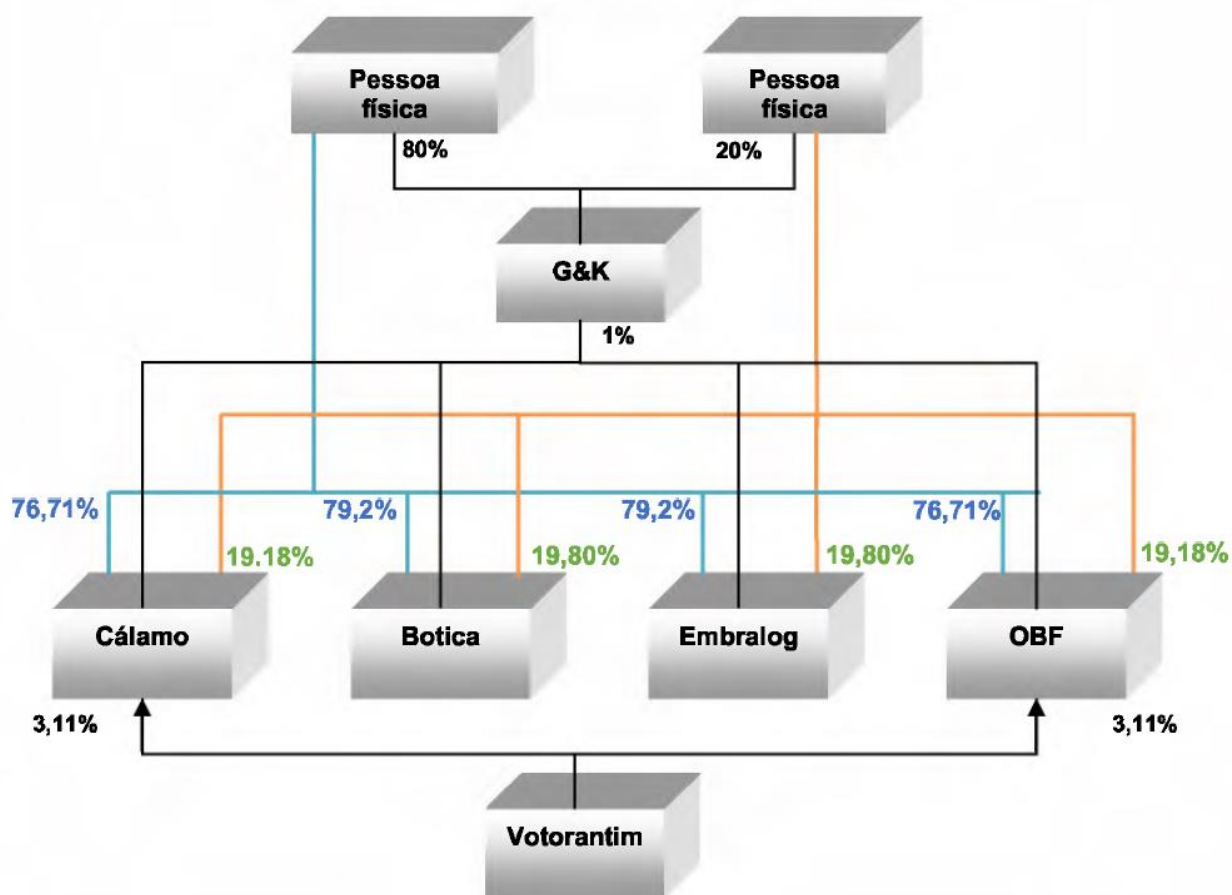 Pessoa
física
Pessoa
física
80%
20%
G&K
1%
76,71%
79,2%
79,2%
76,71%
19.18%
19,80%
19,80%
19,18%
Cálamo
Botica
Embralog
OBF
3,11%
3,11%
Votorantim